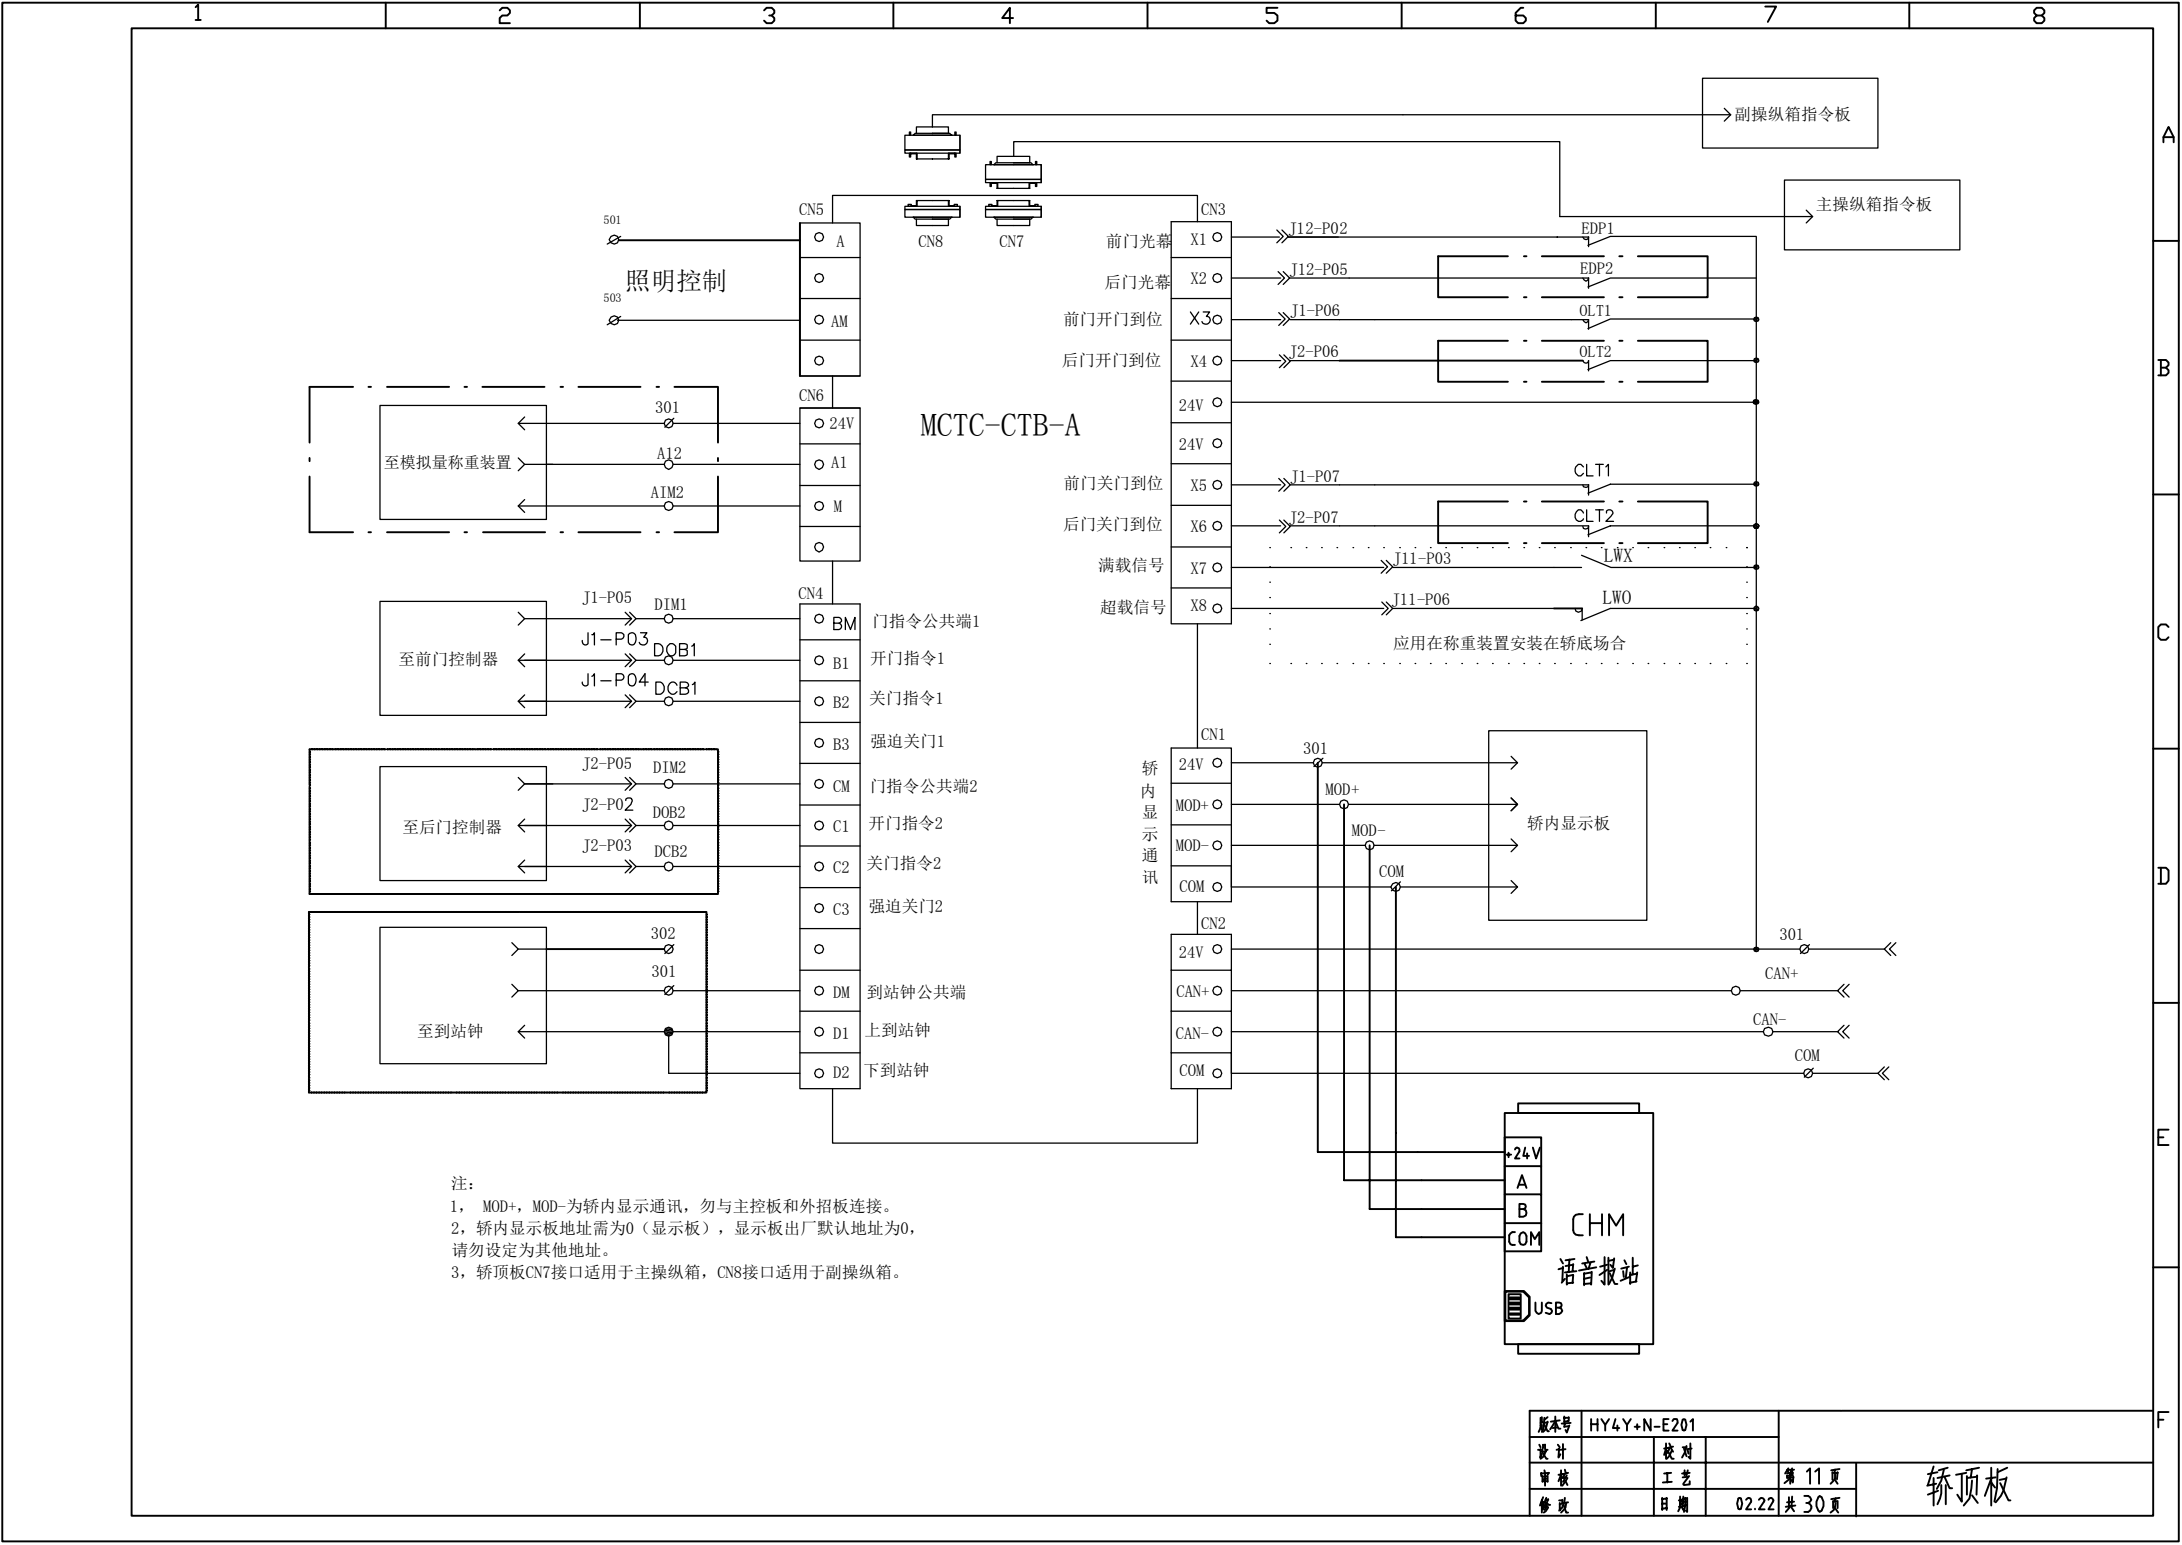 1 2 3 4 5 6 7 8
A
B
C
D
E
F
副操纵箱指令板
主操纵箱指令板
CN8
CN7
MCTC-CTB-A
501
503
照明控制
CN5
A
AM
CN6
24V
A1
M
301
A12
AIM2
至模拟量称重装置
CN4
BM 门指令公共端1
B1 开门指令1
B2 关门指令1
B3 强迫关门1
CM 门指令公共端2
C1 开门指令2
C2 关门指令2
C3 强迫关门2
DM 到站钟公共端
D1 上到站钟
D2 下到站钟
至前门控制器
J1-P05 DIM1
J1-P03 DOB1
J1-P04 DCB1
至后门控制器
J2-P05 DIM2
J2-P02 DOB2
J2-P03 DCB2
至到站钟
302
301
CN3
前门光幕 X1 J12-P02 EDP1
后门光幕 X2 J12-P05 EDP2
前门开门到位 X3 J1-P06 OLT1
后门开门到位 X4 J2-P06 OLT2
24V
24V
前门关门到位 X5 J1-P07 CLT1
后门关门到位 X6 J2-P07 CLT2
满载信号 X7 J11-P03 LWX
超载信号 X8 J11-P06 LWO
应用在称重装置安装在轿底场合
CN1
轿内显示通讯
24V 301
MOD+ MOD+
MOD- MOD-
COM COM
轿内显示板
CN2
24V 301
CAN+ CAN+
CAN- CAN-
COM COM
+24V
A
B
COM
CHM
语音报站
USB
注:
1, MOD+, MOD-为轿内显示通讯, 勿与主控板和外招板连接。
2, 轿内显示板地址需为0（显示板）, 显示板出厂默认地址为0,
请勿设定为其他地址。
3, 轿顶板CN7接口适用于主操纵箱, CN8接口适用于副操纵箱。
版本号 HY4Y+N-E201
设计 校对
审核 工艺 第 11 页
修改 日期 02.22 共 30 页
轿顶板